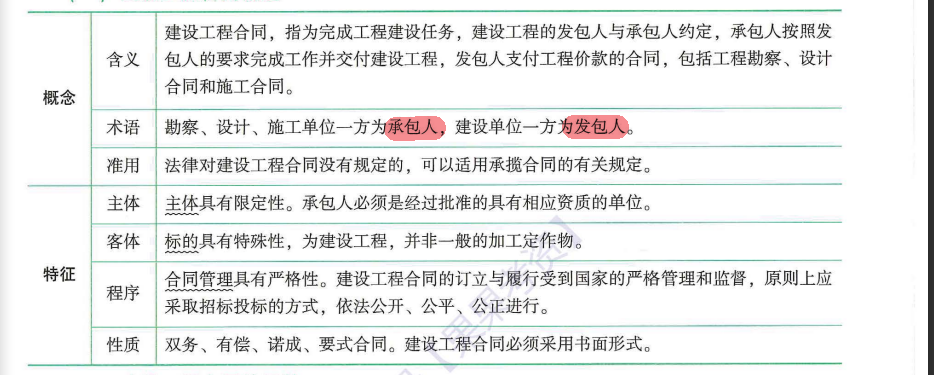 概念
含义
建设工程合同，指为完成工程建设任务，建设工程的发包人与承包人约定，承包人按照发
包人的要求完成工作并交付建设工程，发包人支付工程价款的合同，包括工程勘察、设计
合同和施工合同。
术语
勘察、设计、施工单位一方为承包人，建设单位一方为发包人。
准用
法律对建设工程合同没有规定的，可以适用承揽合同的有关规定。
特征
主体
主体具有限定性。承包人必须是经过批准的具有相应资质的单位。
客体
标的具有特殊性，为建设工程，并非一般的加工定作物。
程序
合同管理具有严格性。建设工程合同的订立与履行受到国家的严格管理和监督，原则上应
采取招标投标的方式，依法公开、公平、公正进行。
性质
双务、有偿、诺成、要式合同。建设工程合同必须采用书面形式。